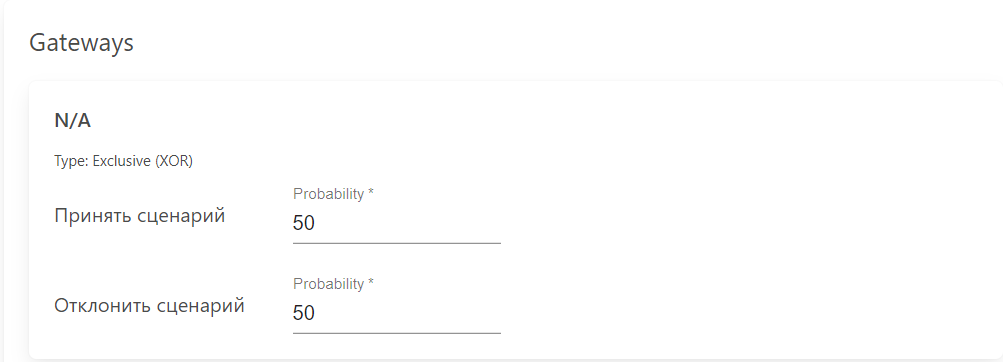 Gateways
N/A
Type: Exclusive (XOR)
Probability *
Принять сценарий
50
Probability *
Отклонить сценарий
50